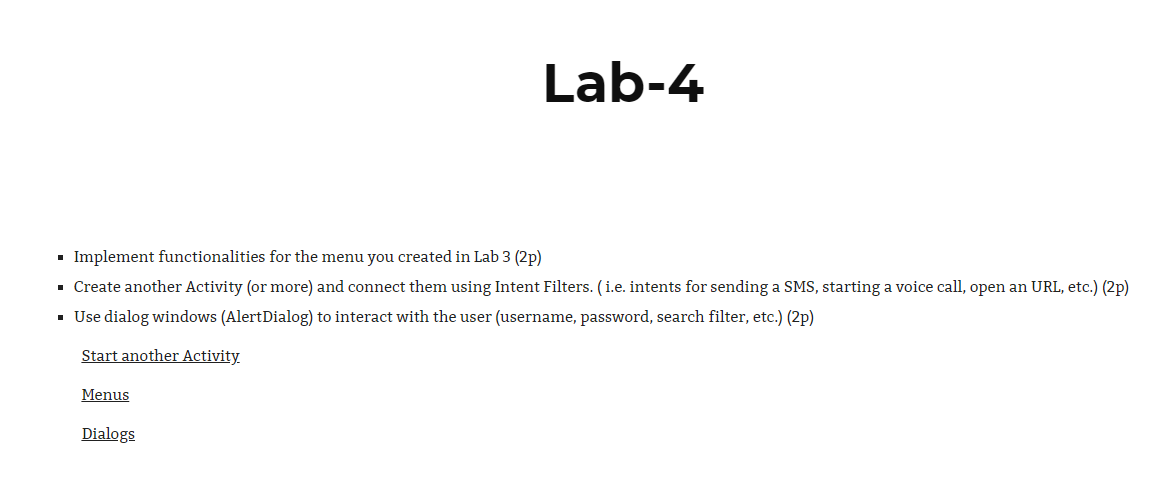 Lab-4
Implement functionalities for the menu you created in Lab 3 (2p)
Create another Activity (or more) and connect them using Intent Filters. ( i.e. intents for sending a SMS, starting a voice call, open an URL, etc.) (2p)
Use dialog windows (AlertDialog) to interact with the user (username, password, search filter, etc.) (2p)
Start another Activity
Menus
Dialogs